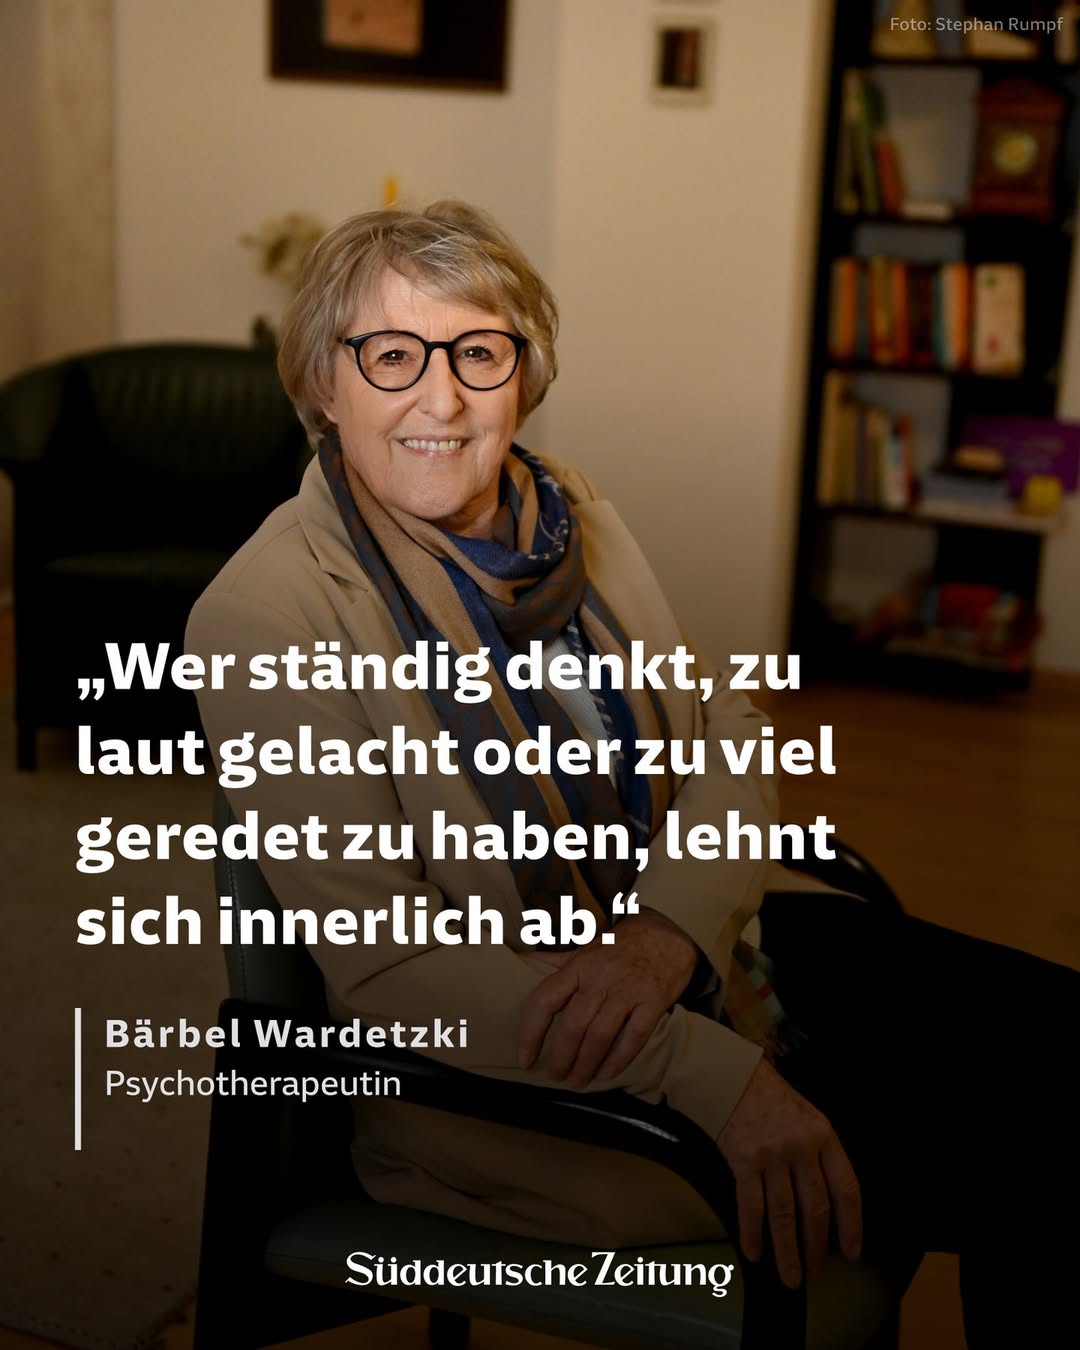 Foto: Stephan Rumpf
„Wer ständig denkt, zu
laut gelacht oder zu viel
geredet zu haben, lehnt
sich innerlich ab.“
Bärbel Wardetzki
Psychotherapeutin
Süddeutsche Zeitung